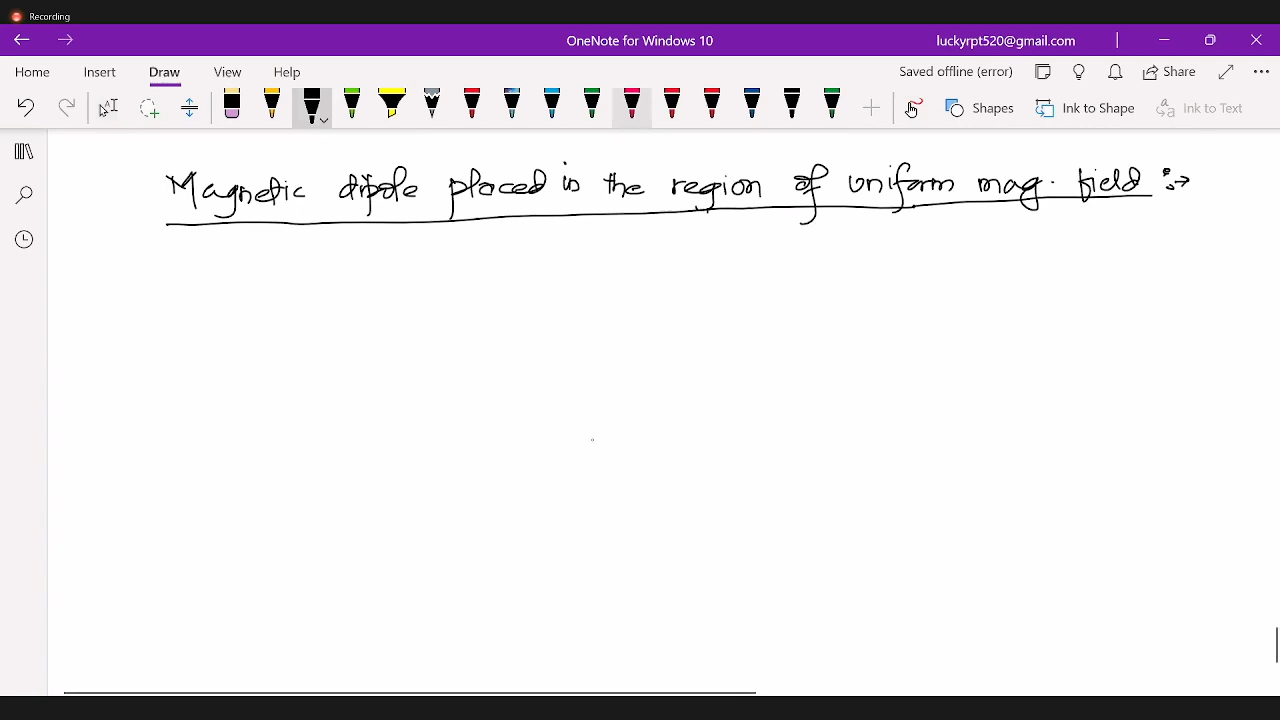 Recording
OneNote for Windows 10
luckyrpt520@gmail.com
Home Insert Draw View Help
Saved offline (error)
Share
Shapes
Ink to Shape
Ink to Text
Magnetic dipole placed in the region of uniform mag. field :→